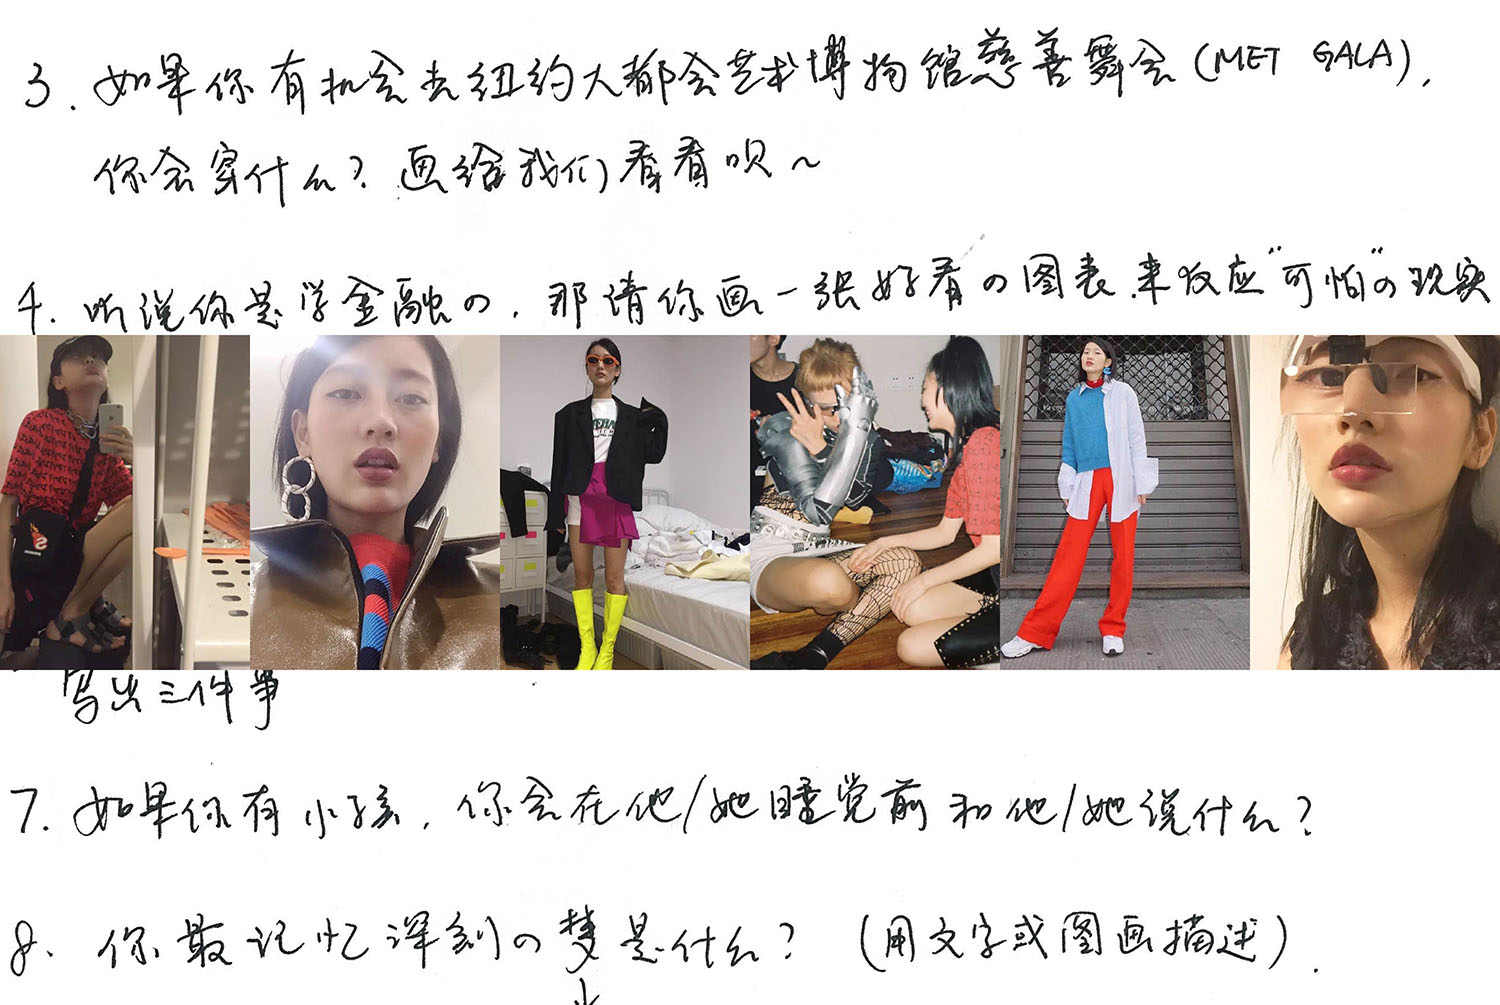 3. 如果你有机会去纽约大都会艺术博物馆慈善舞会(MET GALA),
你会穿什么? 画给我们看看呗~
4. 听说你是学金融の, 那请你画一张好看の图表来反应“可怕”の现实
写出三件事
7. 如果你有小孩, 你会在他/她睡觉前和他/她说什么?
8. 你最记忆深刻の梦是什么? (用文字或图画描述).